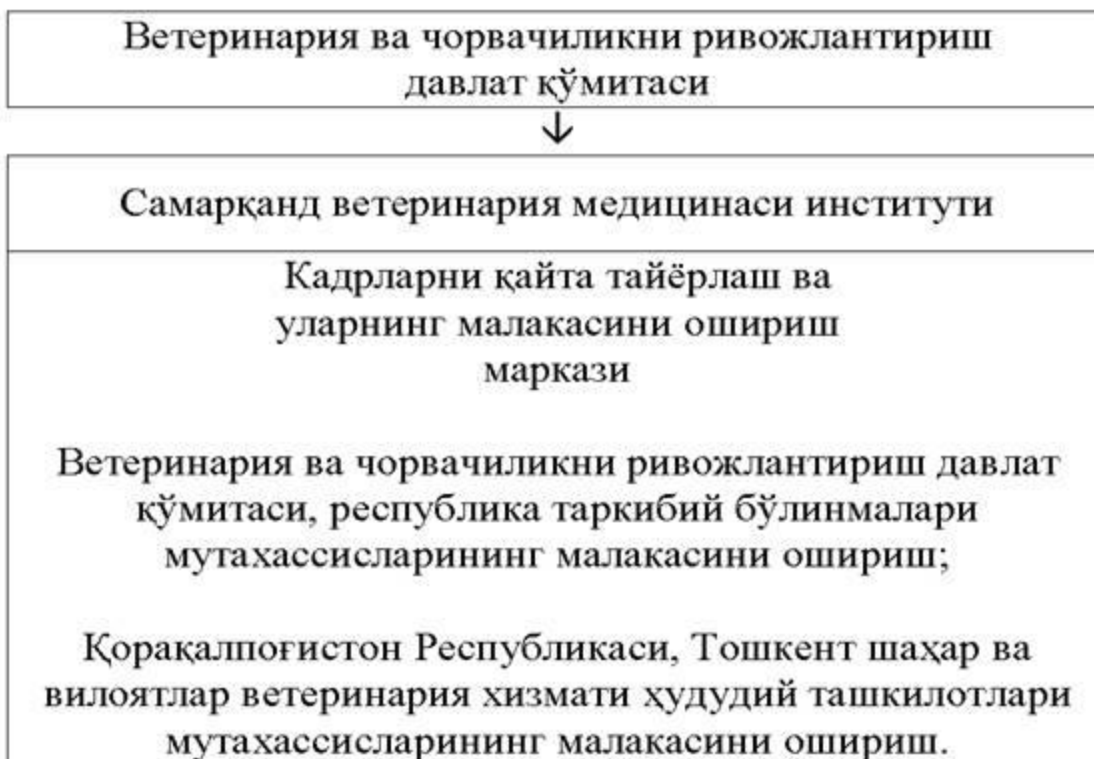 Ветеринария ва чорвачиликни ривожлантириш
давлат қўмитаси
Самарқанд ветеринария медицинаси институти
Кадрларни қайта тайёрлаш ва
уларнинг малакасини ошириш
маркази
Ветеринария ва чорвачиликни ривожлантириш давлат
қўмитаси, республика таркибий бўлинмалари
мутахассисларининг малакасини ошириш;
Қорақалпоғистон Республикаси, Тошкент шаҳар ва
вилоятлар ветеринария хизмати ҳудудий ташкилотлари
мутахассисларининг малакасини ошириш.